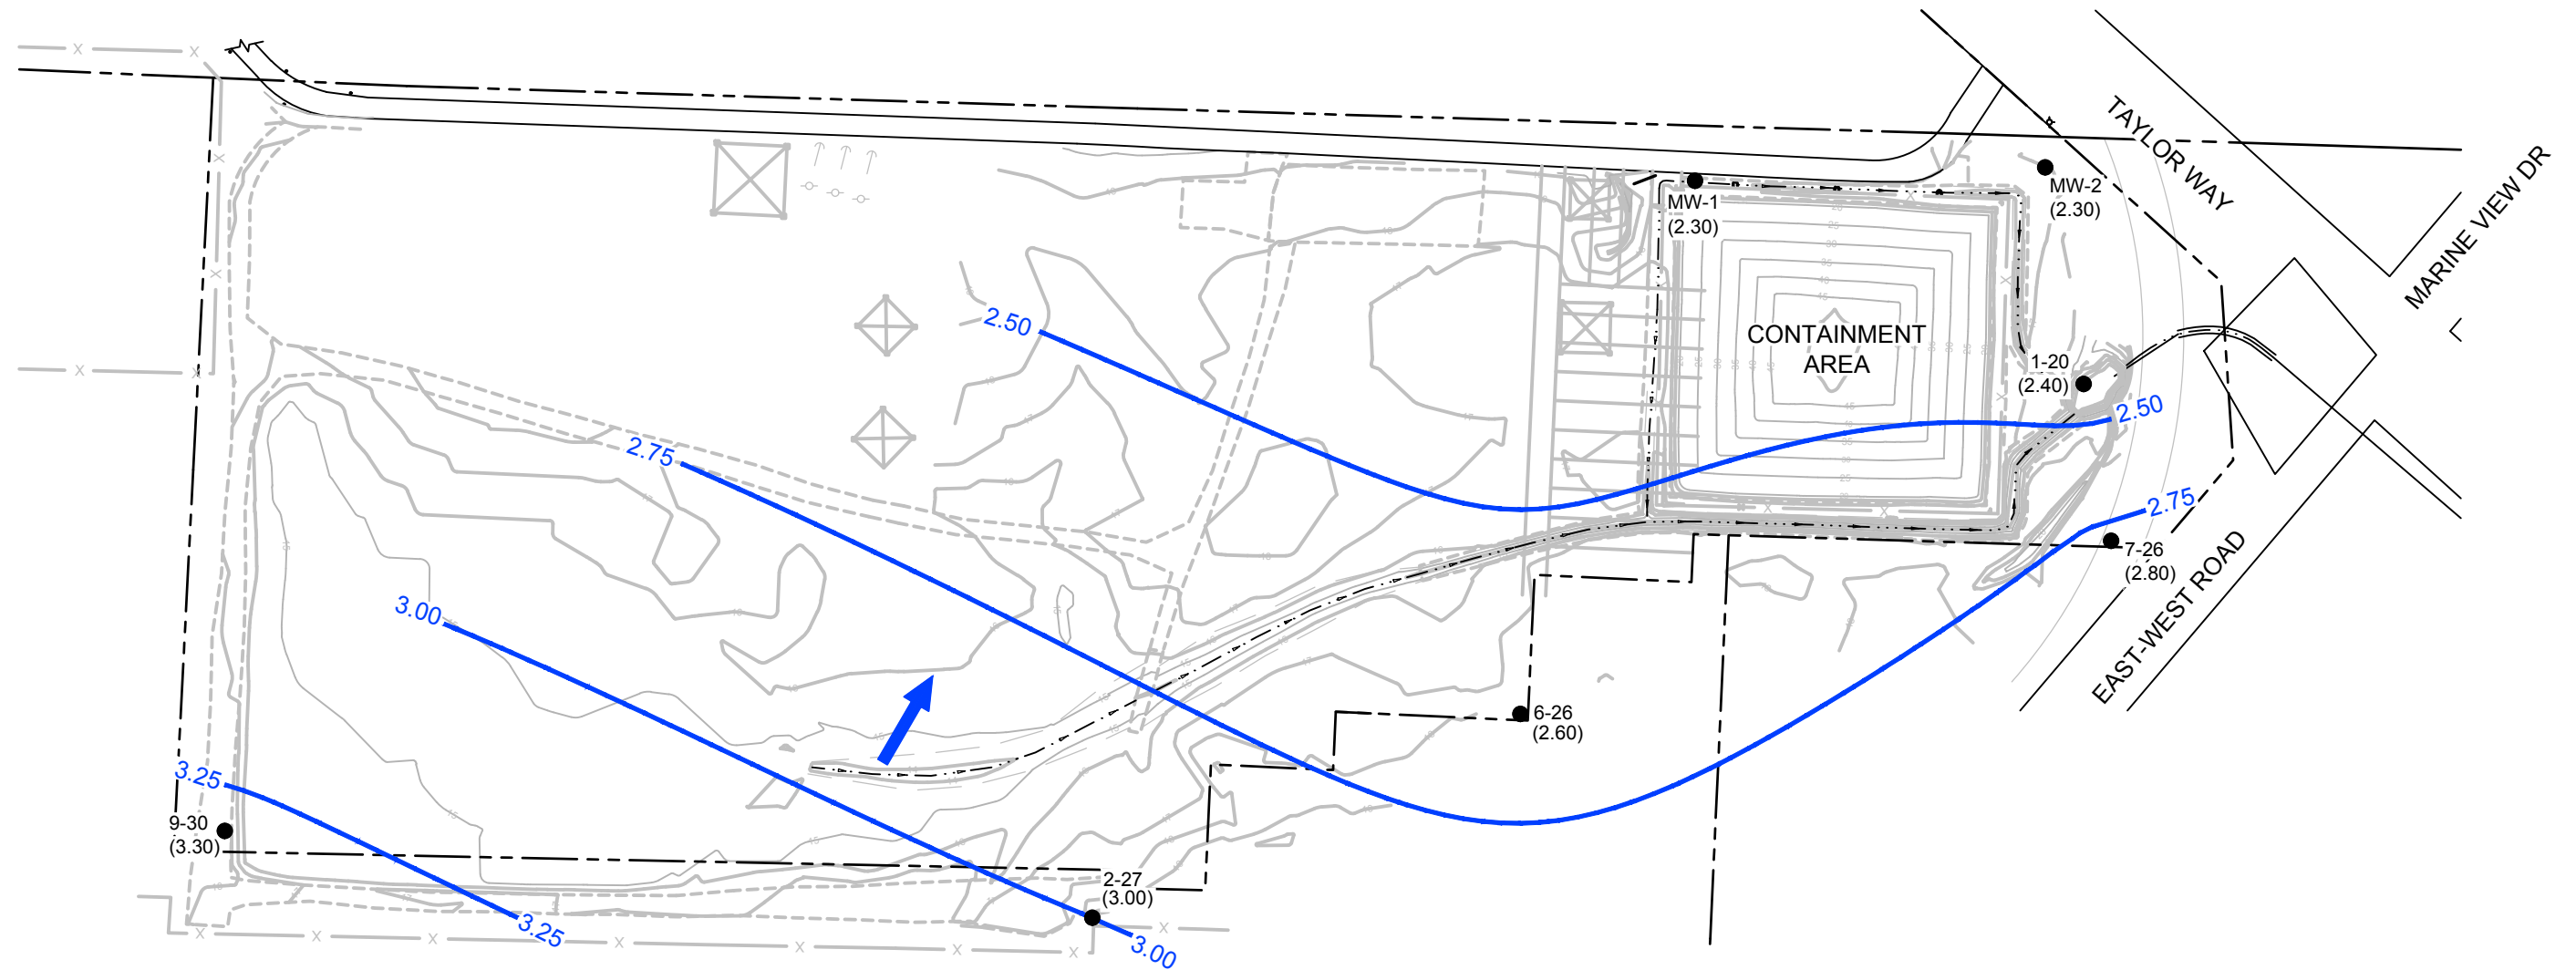 TAYLOR WAY
MARINE VIEW DR
MW-2
(2.30)
MW-1
(2.30)
2.50
CONTAINMENT
AREA
1-20
(2.40)
2.50
2.75
2.75
7-26
(2.80)
EAST-WEST ROAD
3.00
6-26
(2.60)
3.25
9-30
(3.30)
2-27
(3.00)
3.25
3.00